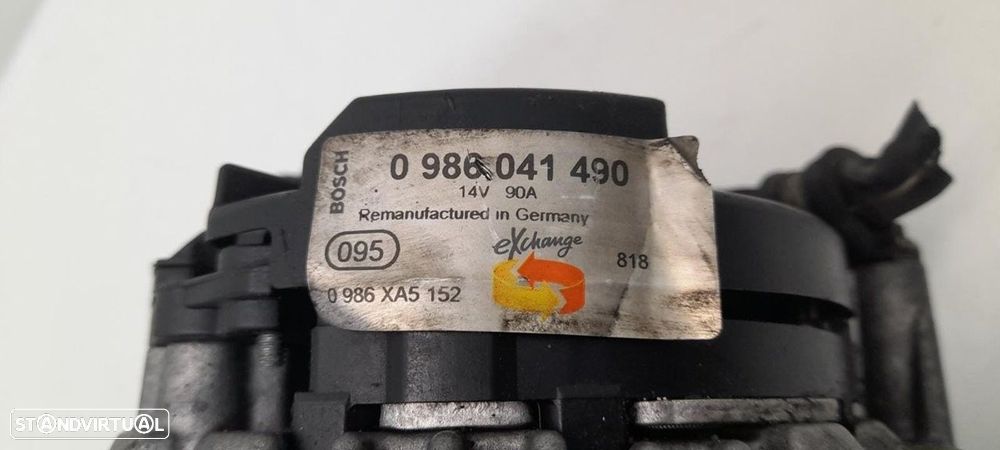 BOSCH
0 986 041 490
14V 90A
Remanufactured in Germany
095
eXchange
818
0 986 XA5 152
STANDVIRTUAL